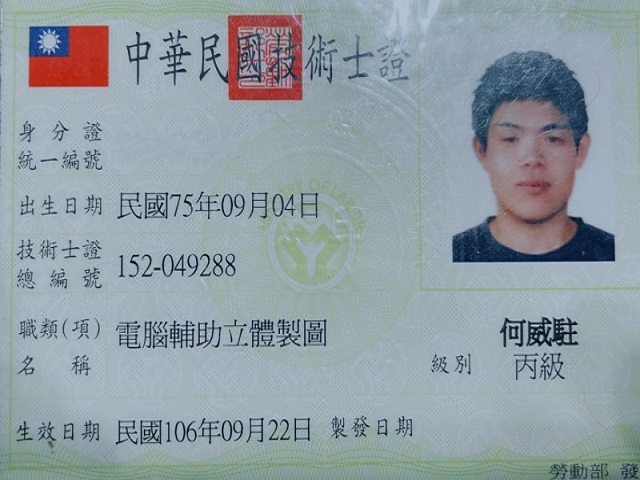 中華民國技術士證
身分證
統一編號
出生日期 民國75年09月04日
技術士證
總編號 152-049288
職類(項)
名稱 電腦輔助立體製圖
何威駐
級別 丙級
生效日期 民國106年09月22日 製發日期
勞動部 發